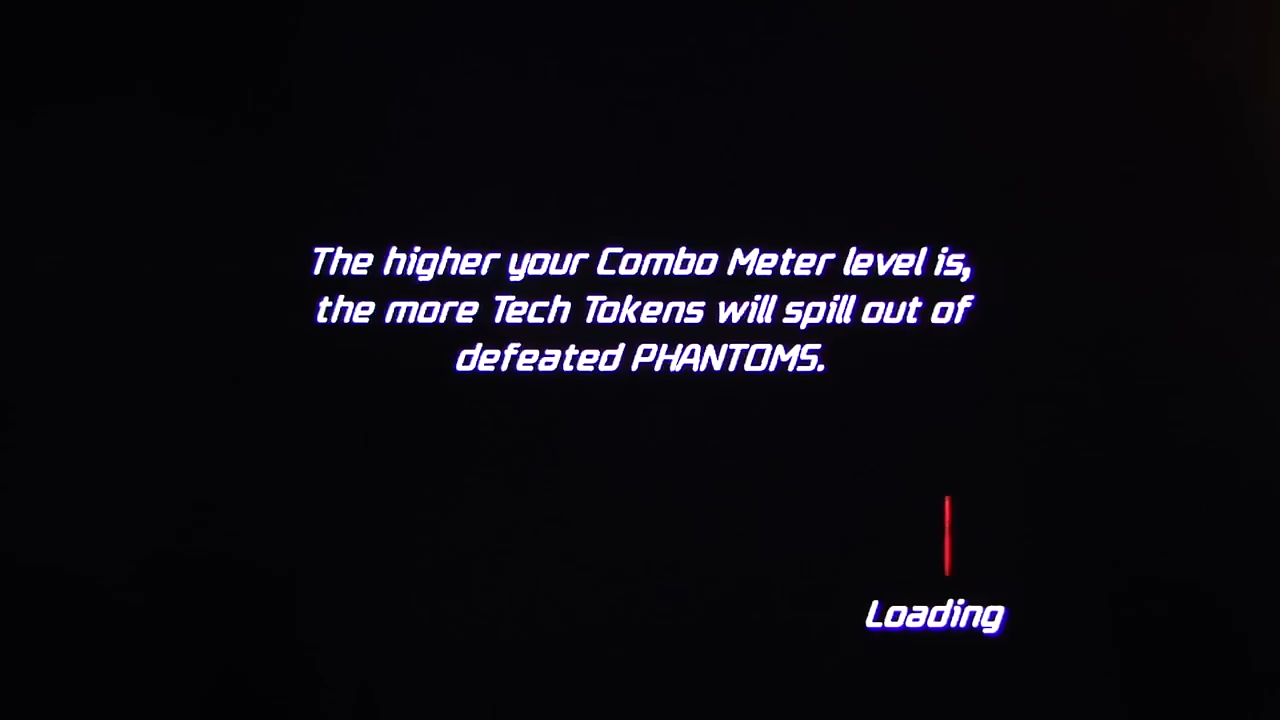 The higher your Combo Meter level is,
the more Tech Tokens will spill out of
defeated PHANTOMS.
Loading